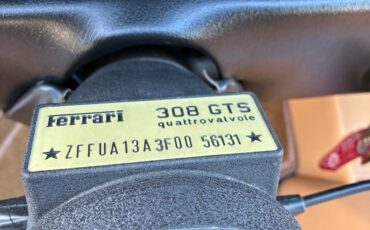 Ferrari 308 GTS
quattrovalvole
★ ZFFUA13A3F00 56131 ★